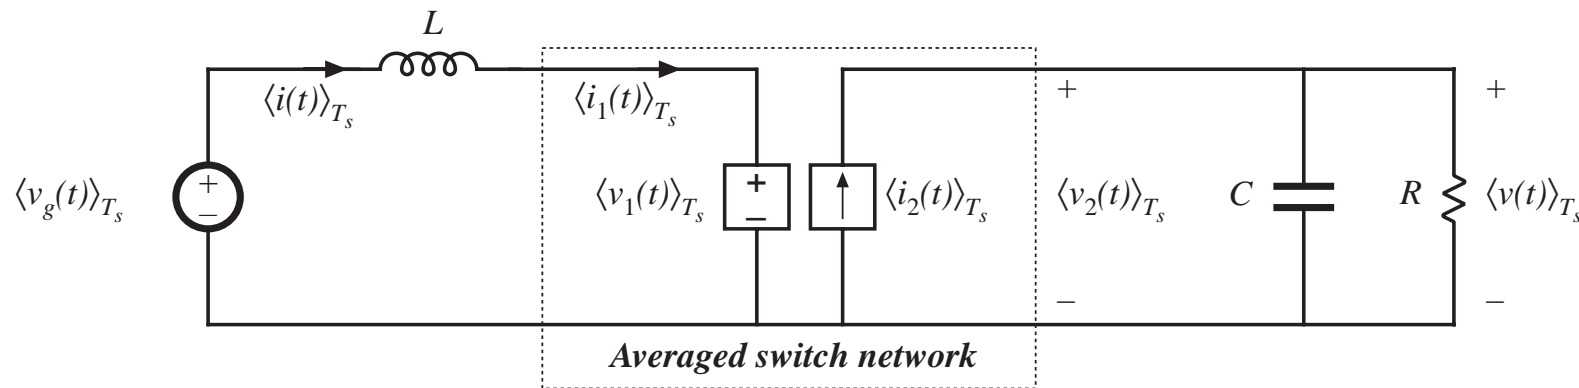 L
⟨i(t)⟩_{T_s}
⟨i_1(t)⟩_{T_s}
+
+
⟨v_g(t)⟩_{T_s}
+
–
⟨v_1(t)⟩_{T_s}
+
–
⟨i_2(t)⟩_{T_s}
⟨v_2(t)⟩_{T_s}
C
R
⟨v(t)⟩_{T_s}
–
–
Averaged switch network